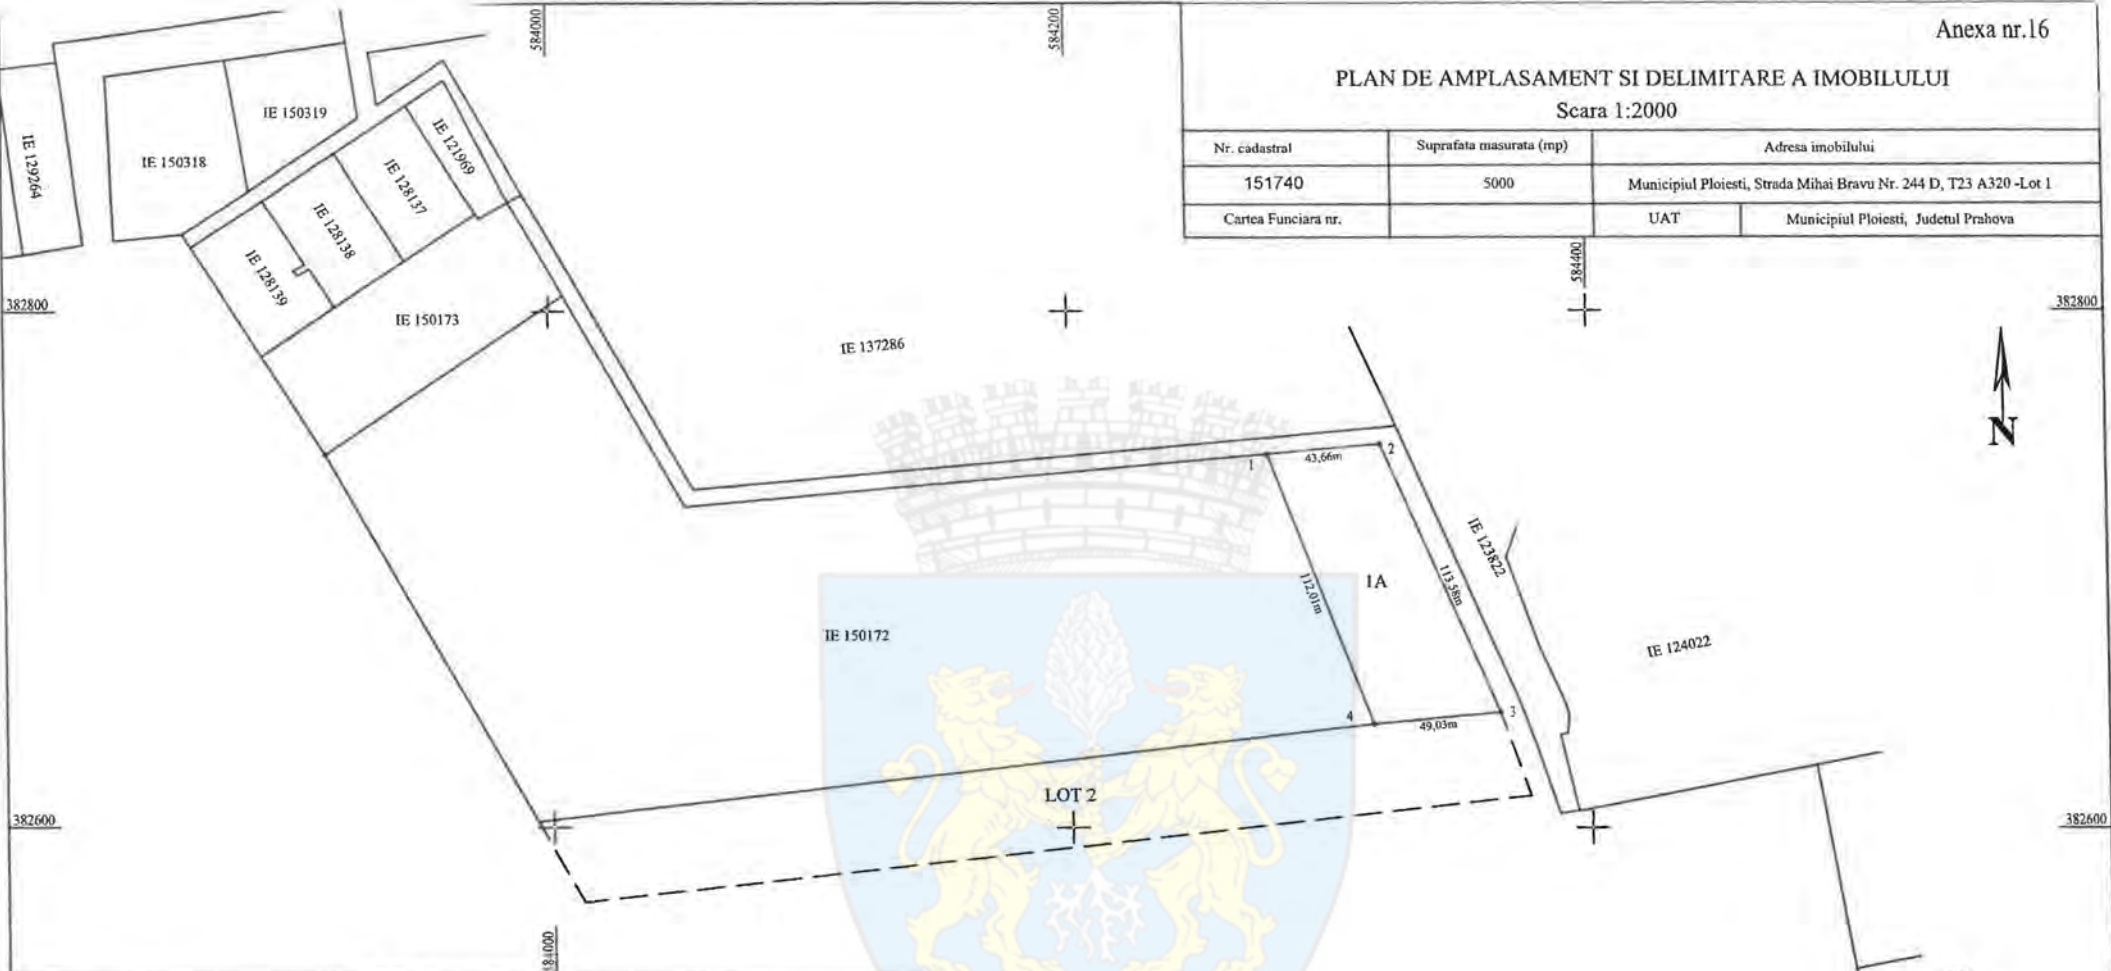 Anexa nr.16
PLAN DE AMPLASAMENT SI DELIMITARE A IMOBILULUI
Scara 1:2000
Nr. cadastral Suprafata masurata (mp) Adresa imobilului
151740 5000 Municipiul Ploiesti, Strada Mihai Bravu Nr. 244 D, T23 A320 -Lot 1
Cartea Funciara nr. UAT Municipiul Ploiesti, Judetul Prahova
584000
584200
584400
IE 129264
IE 150318
IE 150319
IE 121969
IE 128137
IE 128138
IE 128139
IE 150173
382800
382800
IE 137286
N
1
43,66m
2
IE 123822
112,01m
1A
113,58m
IE 150172
IE 124022
4
49,03m
3
LOT 2
382600
382600
584000